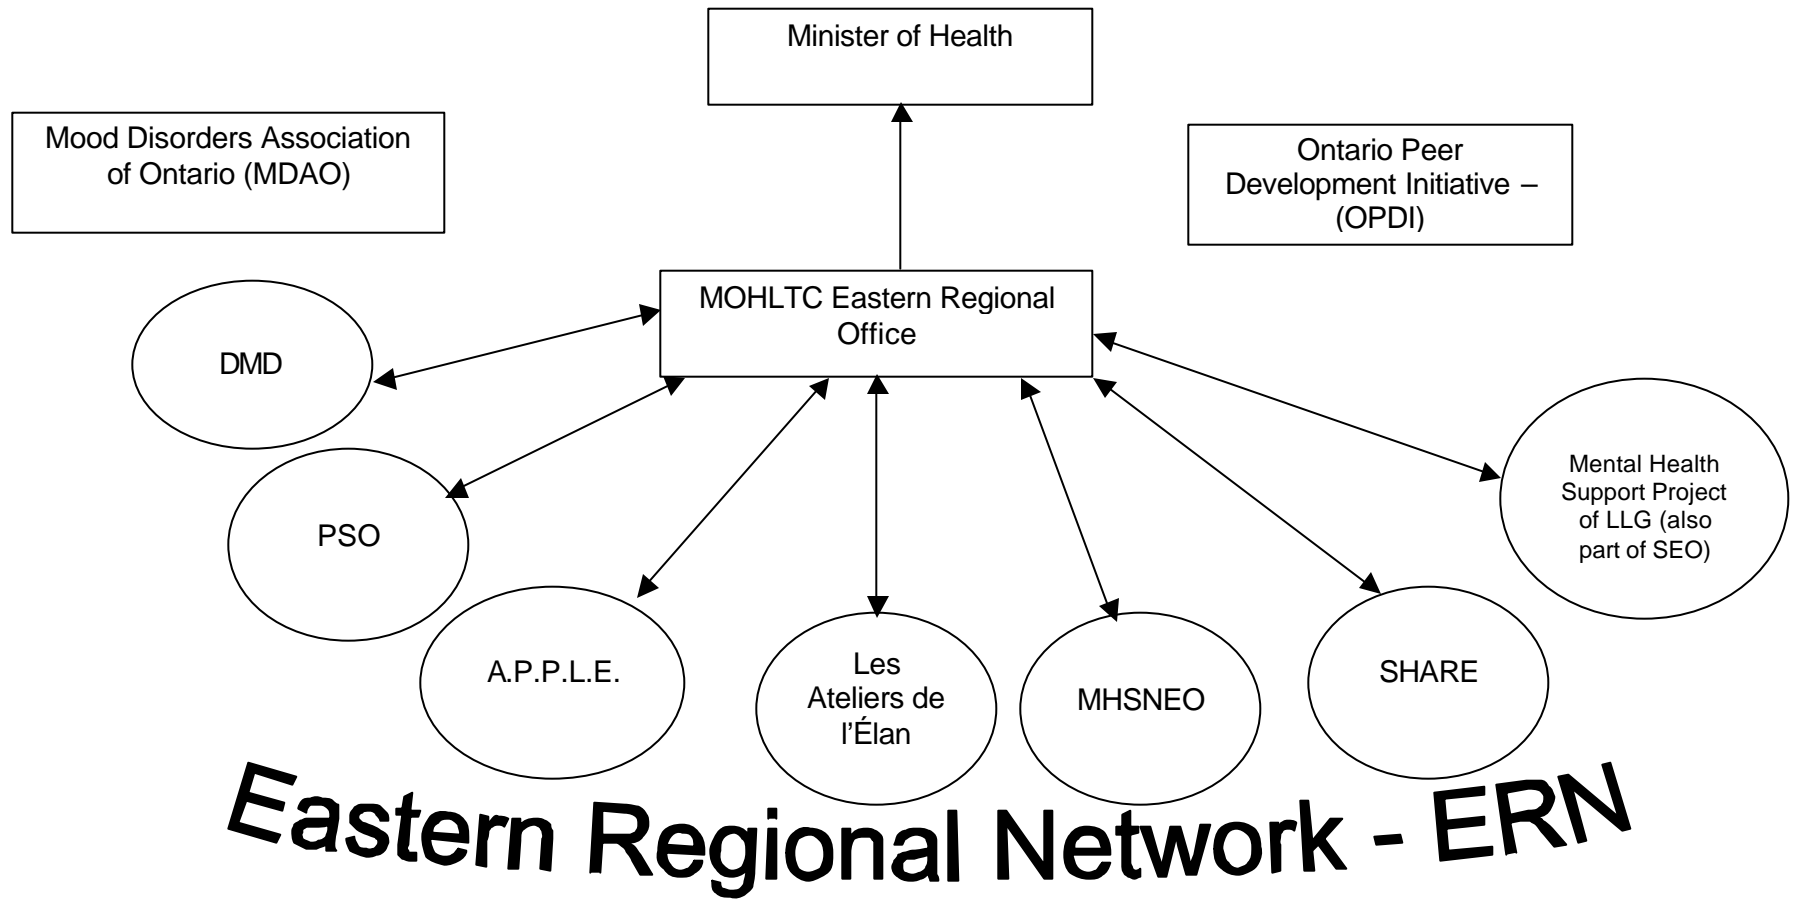 Minister of Health
Mood Disorders Association
of Ontario (MDAO)
Ontario Peer
Development Initiative –
(OPDI)
MOHLTC Eastern Regional
Office
DMD
PSO
A.P.P.L.E.
Les
Ateliers de
l’Élan
MHSNEO
SHARE
Mental Health
Support Project
of LLG (also
part of SEO)
Eastern Regional Network - ERN